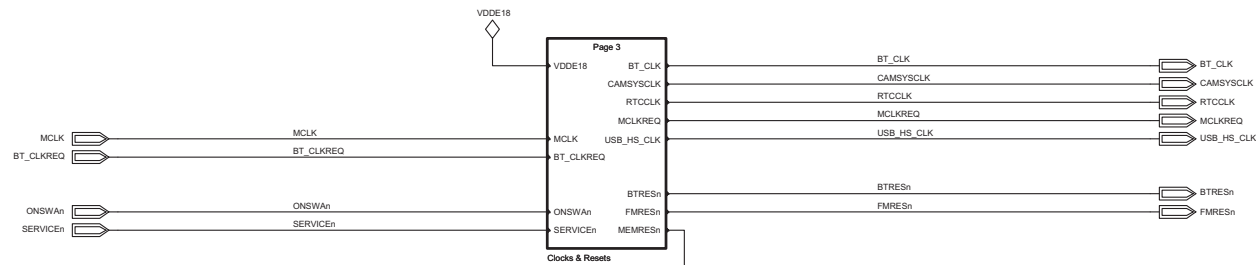 VDDE18
Page 3
VDDE18 BT_CLK BT_CLK BT_CLK
CAMSYSCLK CAMSYSCLK CAMSYSCLK
RTCCLK RTCCLK RTCCLK
MCLKREQ MCLKREQ MCLKREQ
MCLK MCLK MCLK USB_HS_CLK USB_HS_CLK USB_HS_CLK
BT_CLKREQ BT_CLKREQ BT_CLKREQ
BTRESn BTRESn BTRESn
ONSWAn ONSWAn ONSWAn FMRESn FMRESn FMRESn
SERVICEn SERVICEn SERVICEn MEMRESn
Clocks & Resets